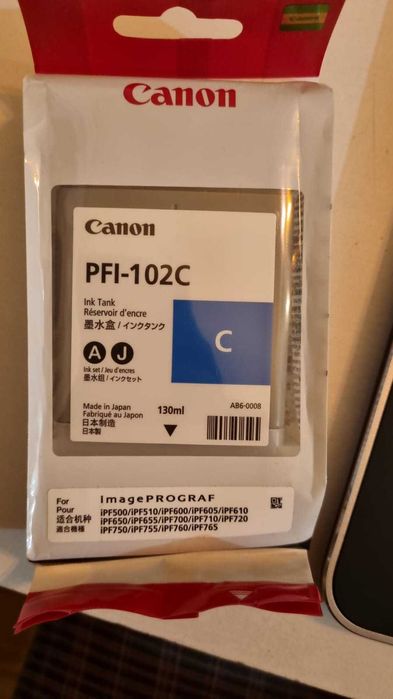 Canon
Canon
PFI-102C
Ink Tank
Réservoir d'encre
墨水盒 / インクタンク
C
A J
Ink set / Jeu d'encres
墨水组 / インクセット
Made in Japan
Fabriqué au Japon
日本制造
日本製
130ml
AB6-0008
For
Pour
适合机种
適合機種
imagePROGRAF
iPF500/iPF510/iPF600/iPF605/iPF610
iPF650/iPF655/iPF700/iPF710/iPF720
iPF750/iPF755/iPF760/iPF765